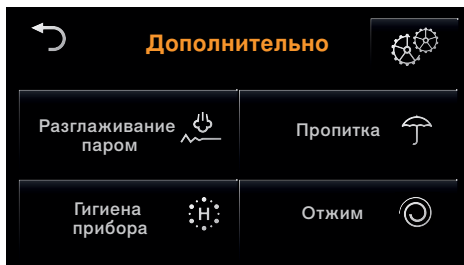 Дополнительно
Разглаживание
паром
Пропитка
Гигиена
прибора
H
Отжим